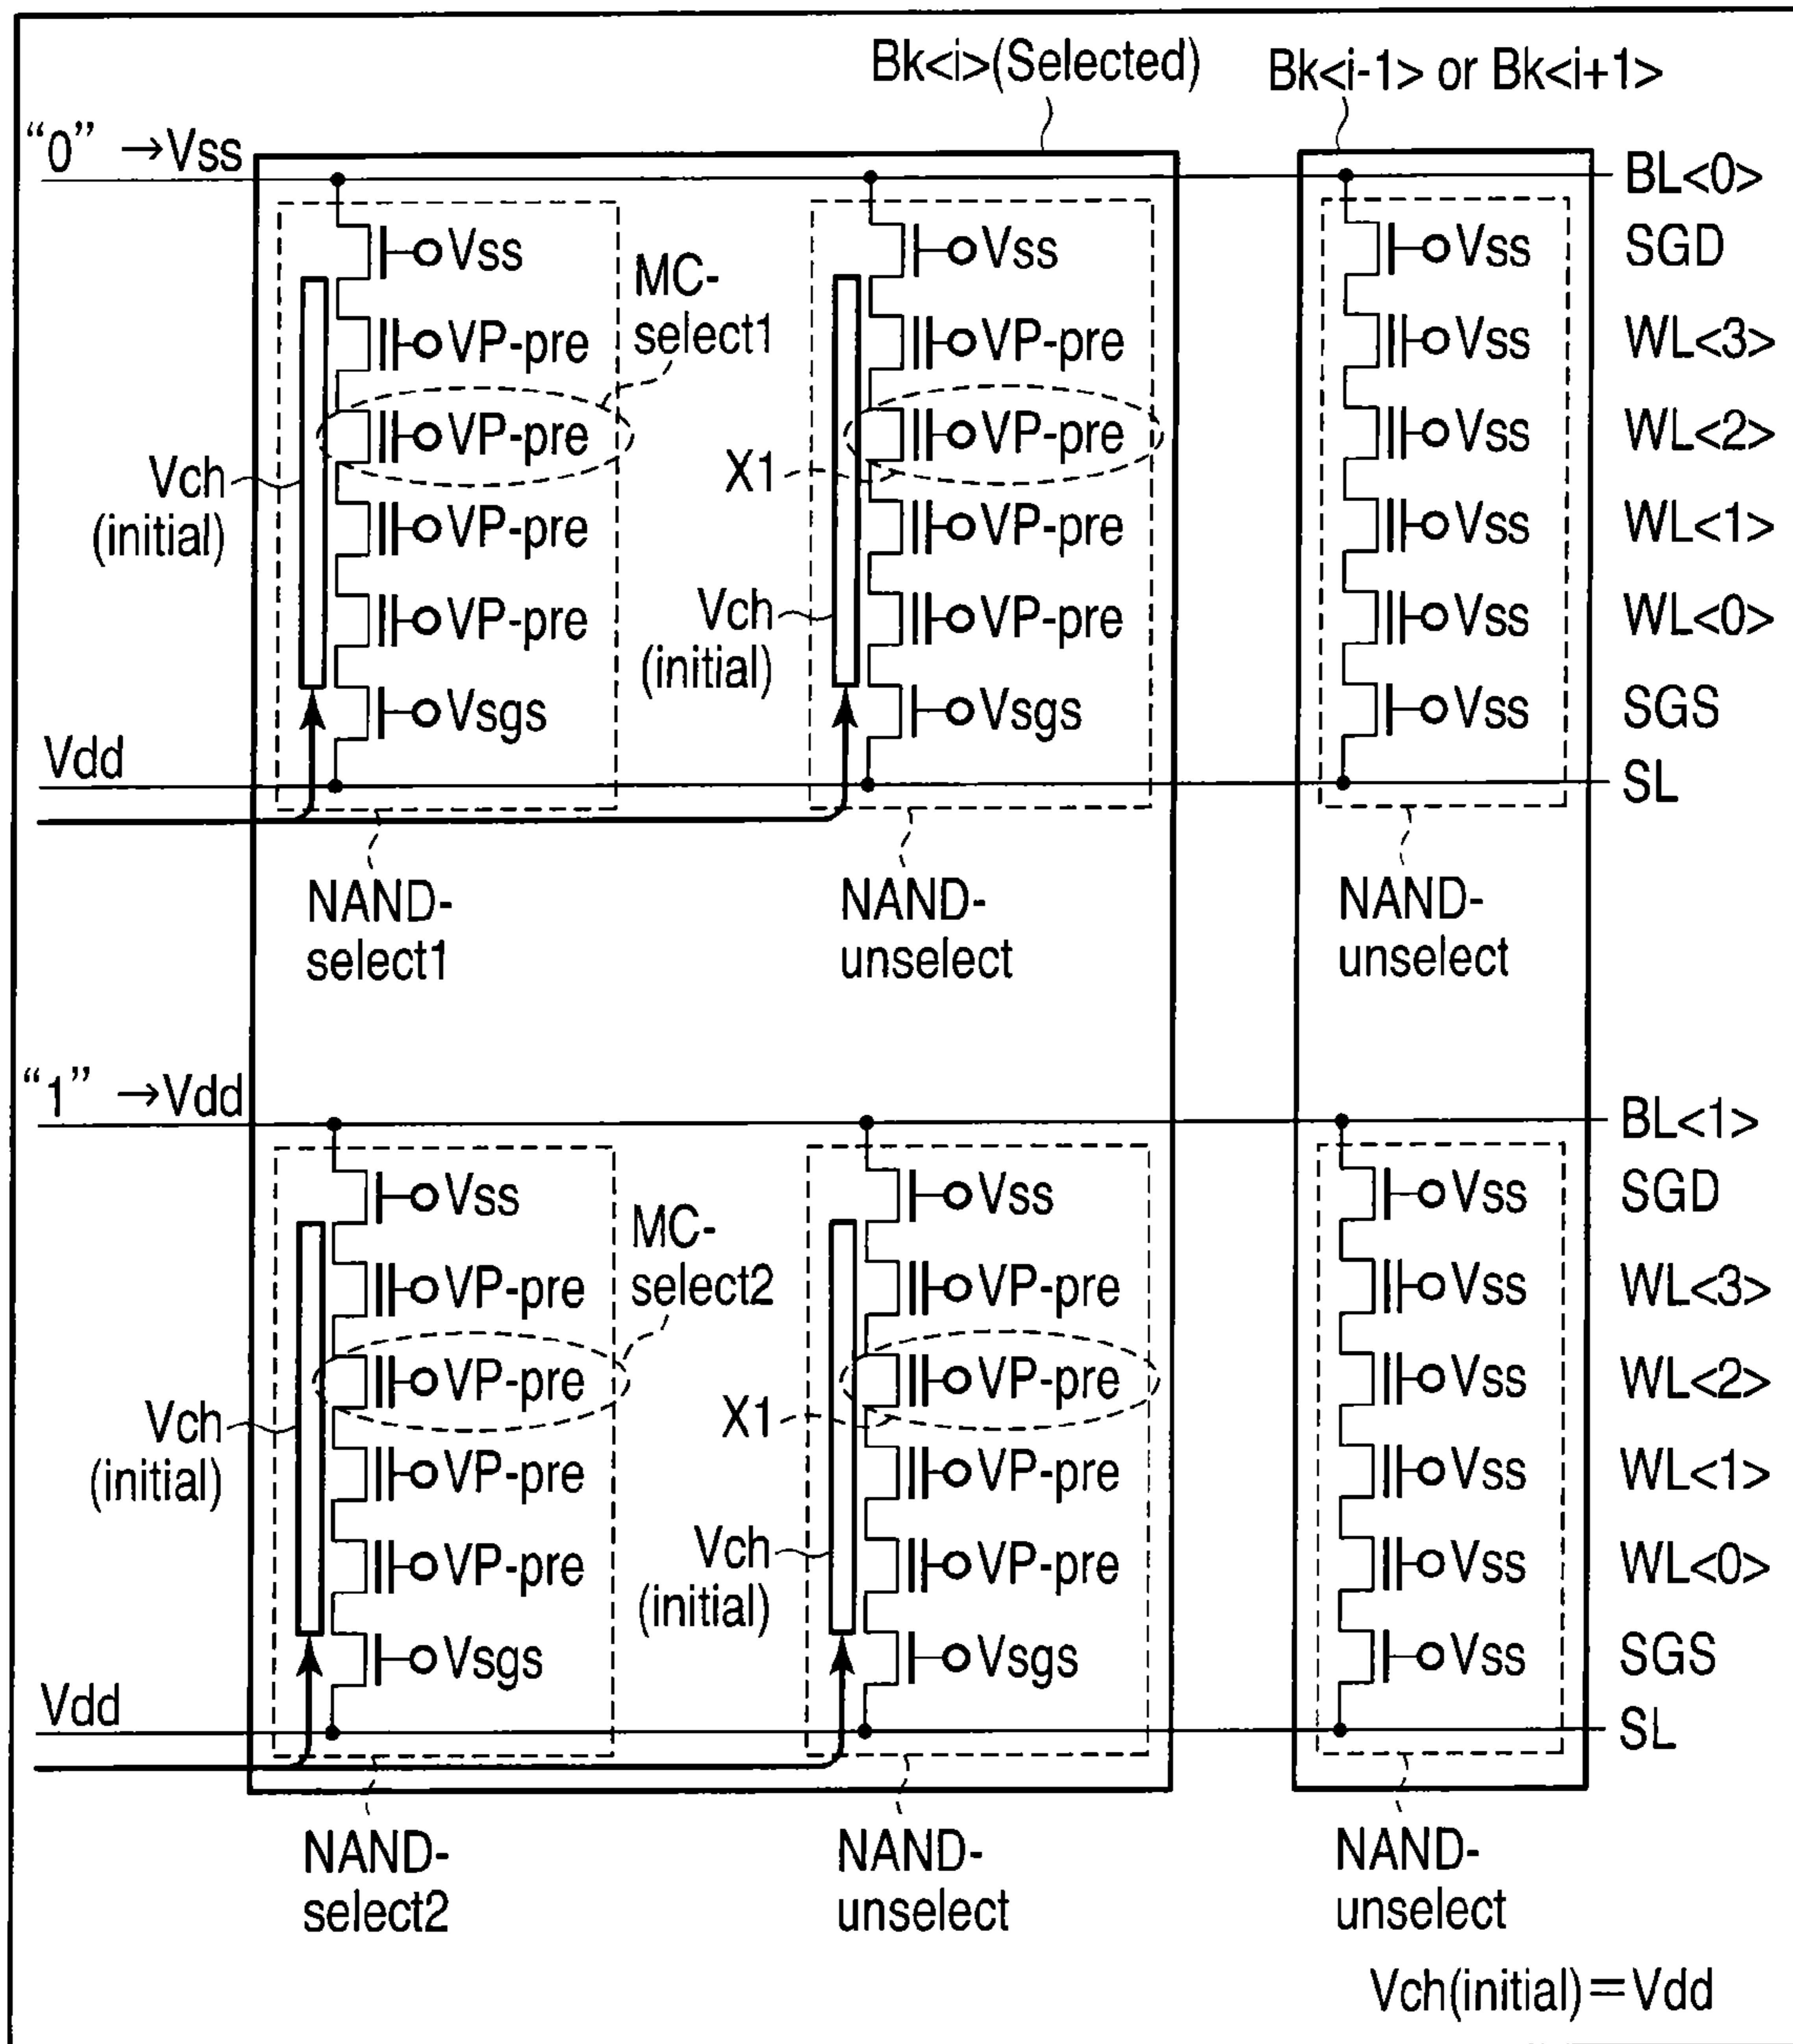 Bk<i>(Selected)
Bk<i-1> or Bk<i+1>
“0” →Vss
BL<0>
Vss
Vss
Vss
SGD
MC-
select1
VP-pre
VP-pre
Vss
WL<3>
VP-pre
VP-pre
Vss
WL<2>
Vch
(initial)
X1
VP-pre
VP-pre
Vss
WL<1>
VP-pre
Vch
(initial)
VP-pre
Vss
WL<0>
Vsgs
Vsgs
Vss
SGS
Vdd
SL
NAND-
select1
NAND-
unselect
NAND-
unselect
“1” →Vdd
BL<1>
Vss
Vss
Vss
SGD
MC-
select2
VP-pre
VP-pre
Vss
WL<3>
VP-pre
VP-pre
Vss
WL<2>
Vch
(initial)
X1
VP-pre
VP-pre
Vss
WL<1>
VP-pre
Vch
(initial)
VP-pre
Vss
WL<0>
Vsgs
Vsgs
Vss
SGS
Vdd
SL
NAND-
select2
NAND-
unselect
NAND-
unselect
Vch(initial)=Vdd